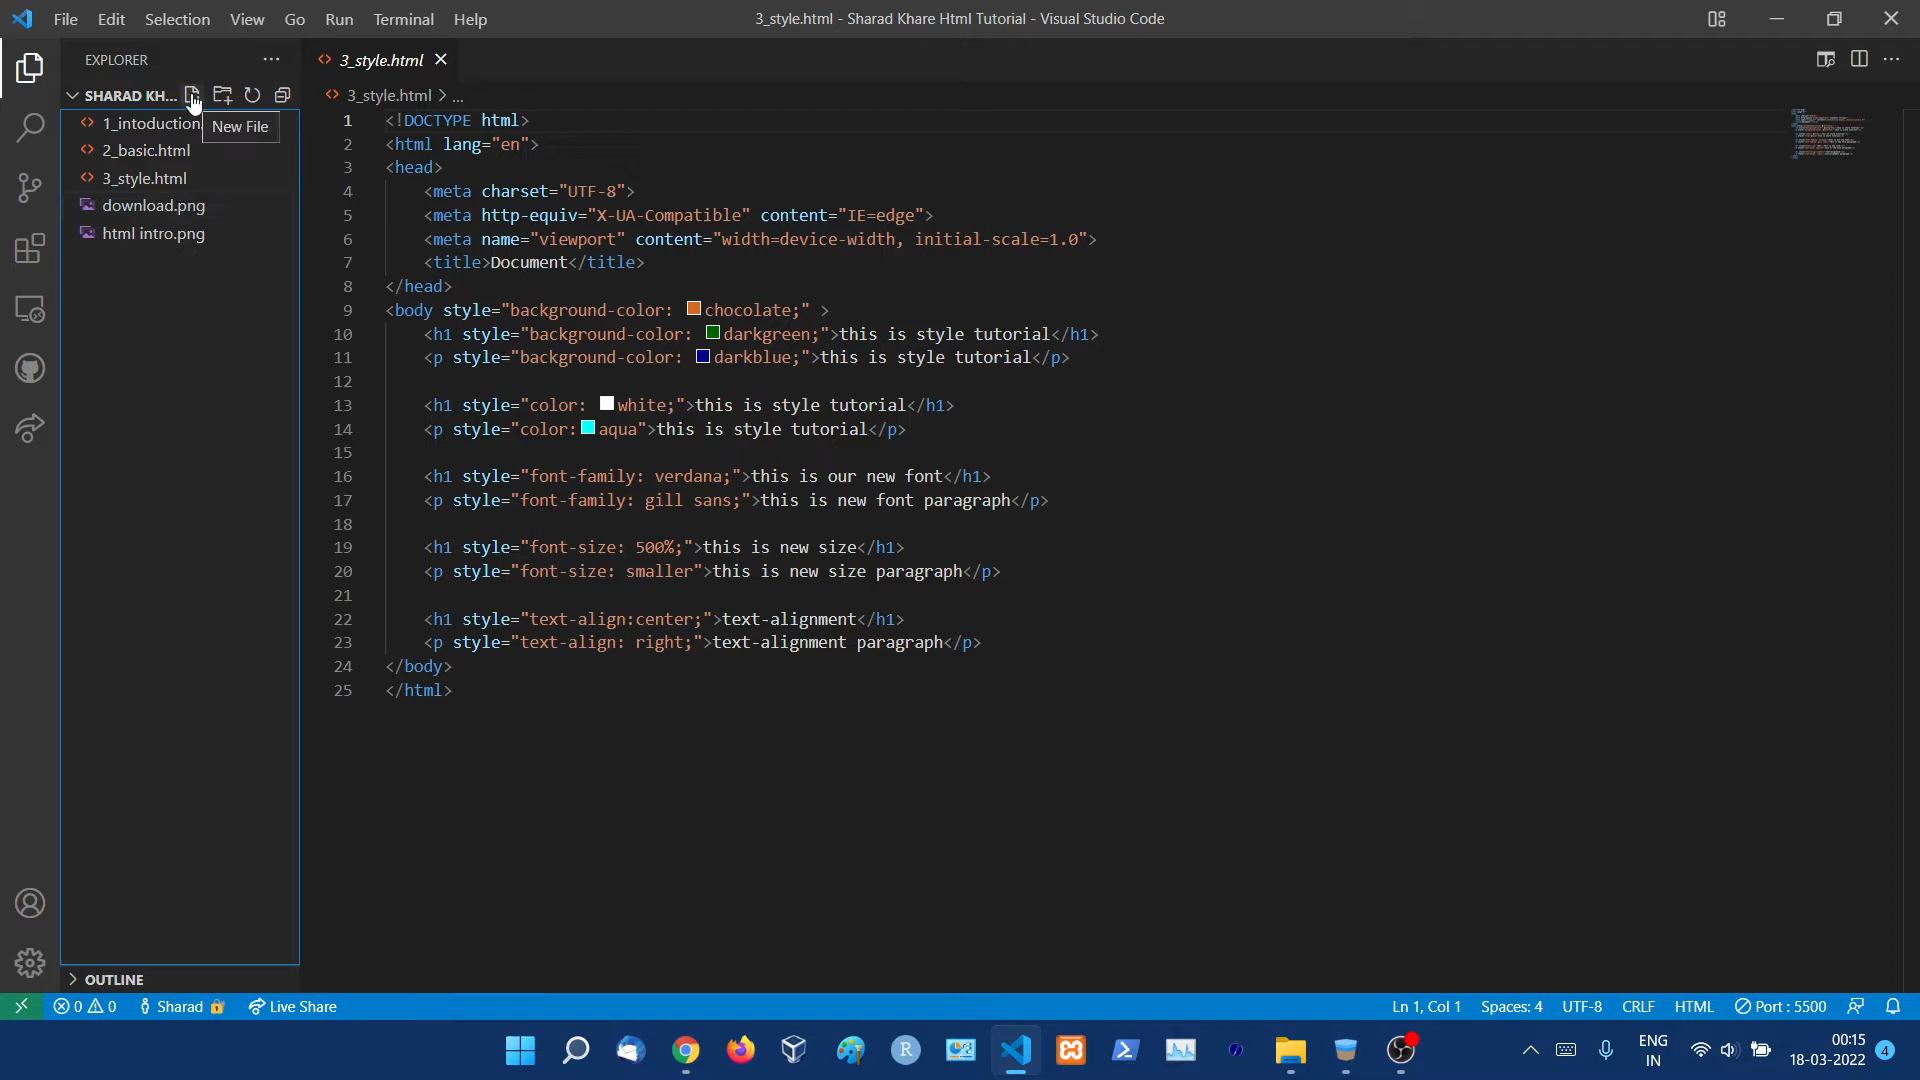 File Edit Selection View Go Run Terminal Help
3_style.html - Sharad Khare Html Tutorial - Visual Studio Code
EXPLORER
SHARAD KH...
1_intoduction.
New File
2_basic.html
3_style.html
download.png
html intro.png
OUTLINE
3_style.html
3_style.html > ...
1 <!DOCTYPE html>
2 <html lang="en">
3 <head>
4 <meta charset="UTF-8">
5 <meta http-equiv="X-UA-Compatible" content="IE=edge">
6 <meta name="viewport" content="width=device-width, initial-scale=1.0">
7 <title>Document</title>
8 </head>
9 <body style="background-color: chocolate;" >
10 <h1 style="background-color: darkgreen;">this is style tutorial</h1>
11 <p style="background-color: darkblue;">this is style tutorial</p>
12
13 <h1 style="color: white;">this is style tutorial</h1>
14 <p style="color: aqua">this is style tutorial</p>
15
16 <h1 style="font-family: verdana;">this is our new font</h1>
17 <p style="font-family: gill sans;">this is new font paragraph</p>
18
19 <h1 style="font-size: 500%;">this is new size</h1>
20 <p style="font-size: smaller">this is new size paragraph</p>
21
22 <h1 style="text-align:center;">text-alignment</h1>
23 <p style="text-align: right;">text-alignment paragraph</p>
24 </body>
25 </html>
0 0 Sharad Live Share
Ln 1, Col 1 Spaces: 4 UTF-8 CRLF HTML Port : 5500
R
ENG
IN
00:15
18-03-2022
4